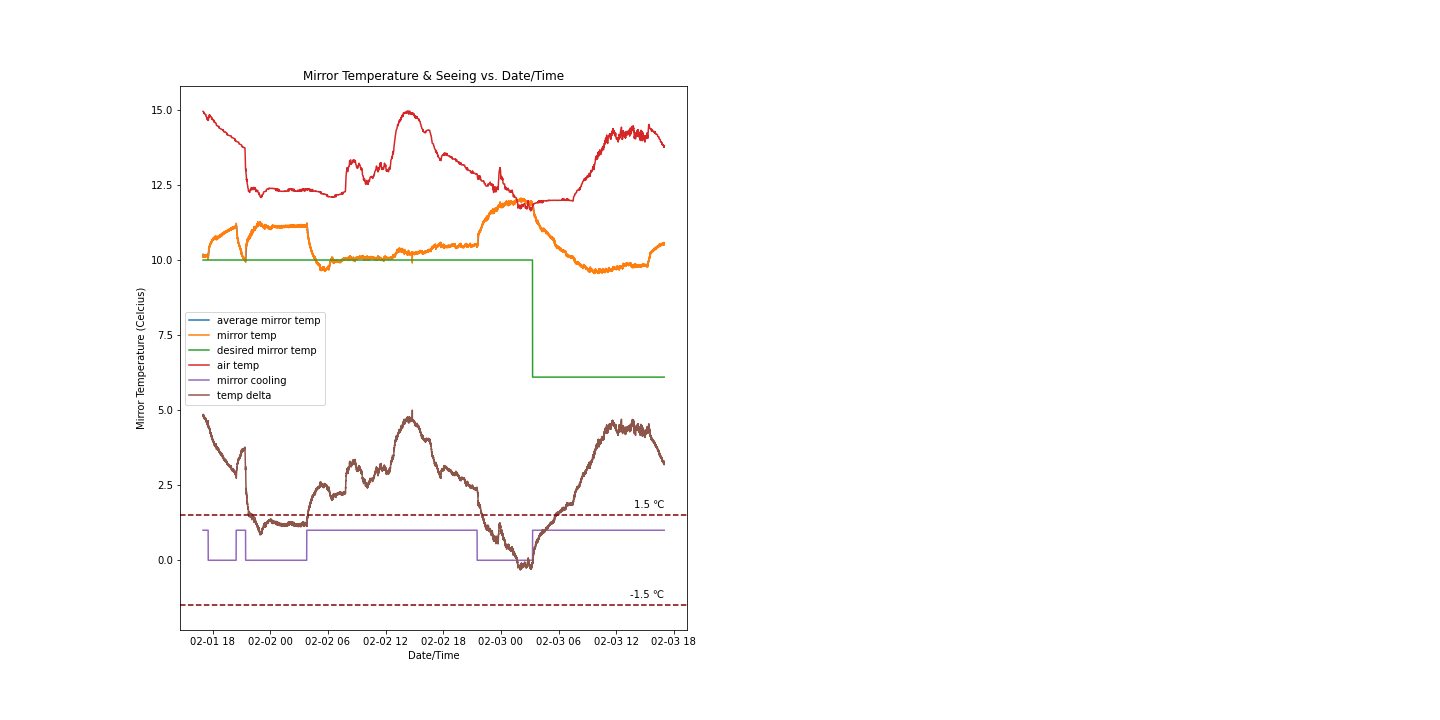 Mirror Temperature & Seeing vs. Date/Time
Mirror Temperature (Celcius)
15.0
12.5
10.0
7.5
5.0
2.5
0.0
average mirror temp
mirror temp
desired mirror temp
air temp
mirror cooling
temp delta
1.5 °C
-1.5 °C
02-01 18 02-02 00 02-02 06 02-02 12 02-02 18 02-03 00 02-03 06 02-03 12 02-03 18
Date/Time